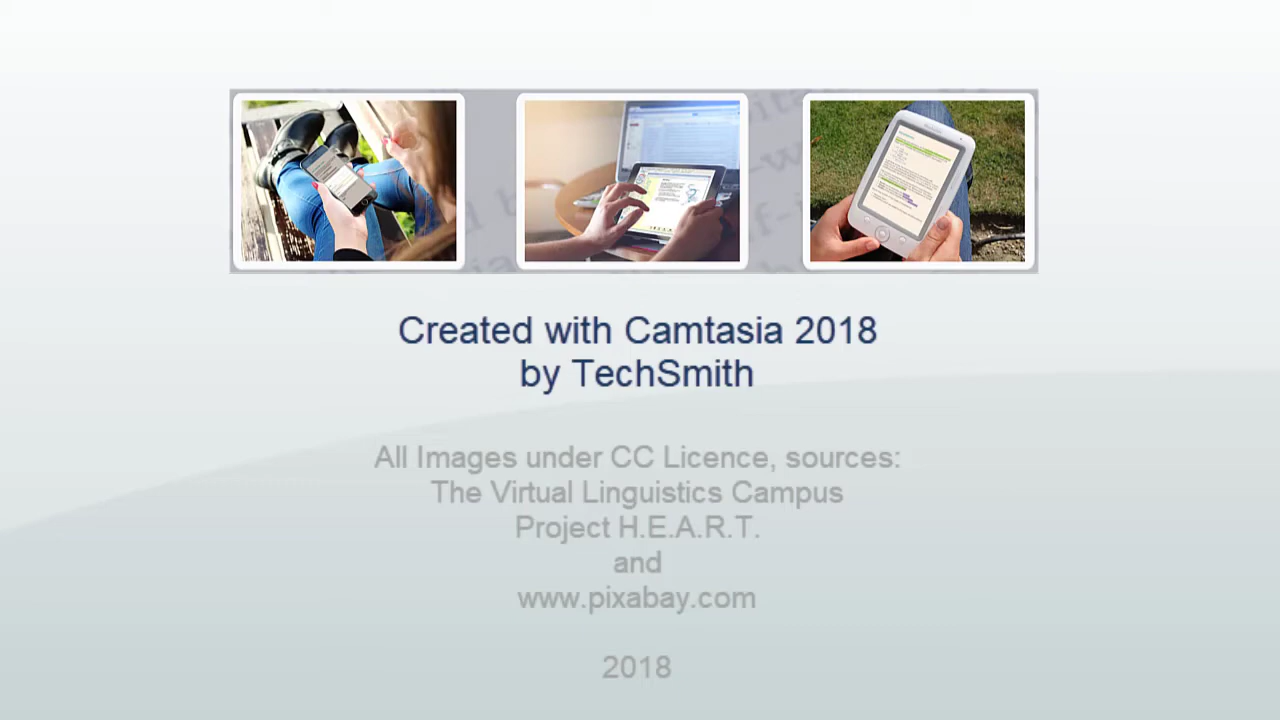 Created with Camtasia 2018
by TechSmith
All Images under CC Licence, sources:
The Virtual Linguistics Campus
Project H.E.A.R.T.
and
www.pixabay.com
2018